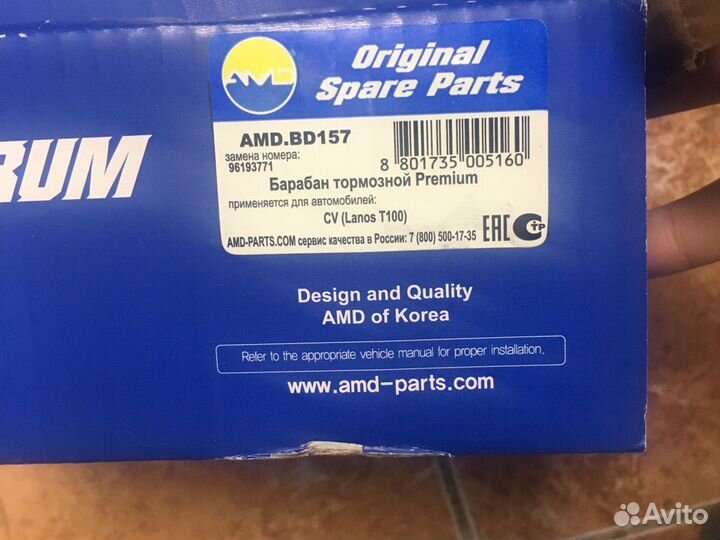 AMD
Original
Spare Parts
AMD.BD157
замена номера:
96193771
8 801735 005160
Барабан тормозной Premium
применяется для автомобилей:
CV (Lanos T100)
AMD-PARTS.COM сервис качества в России: 7 (800) 500-17-35
EAC
тр
RUM
Design and Quality
AMD of Korea
Refer to the appropriate vehicle manual for proper installation.
www.amd-parts.com
Avito